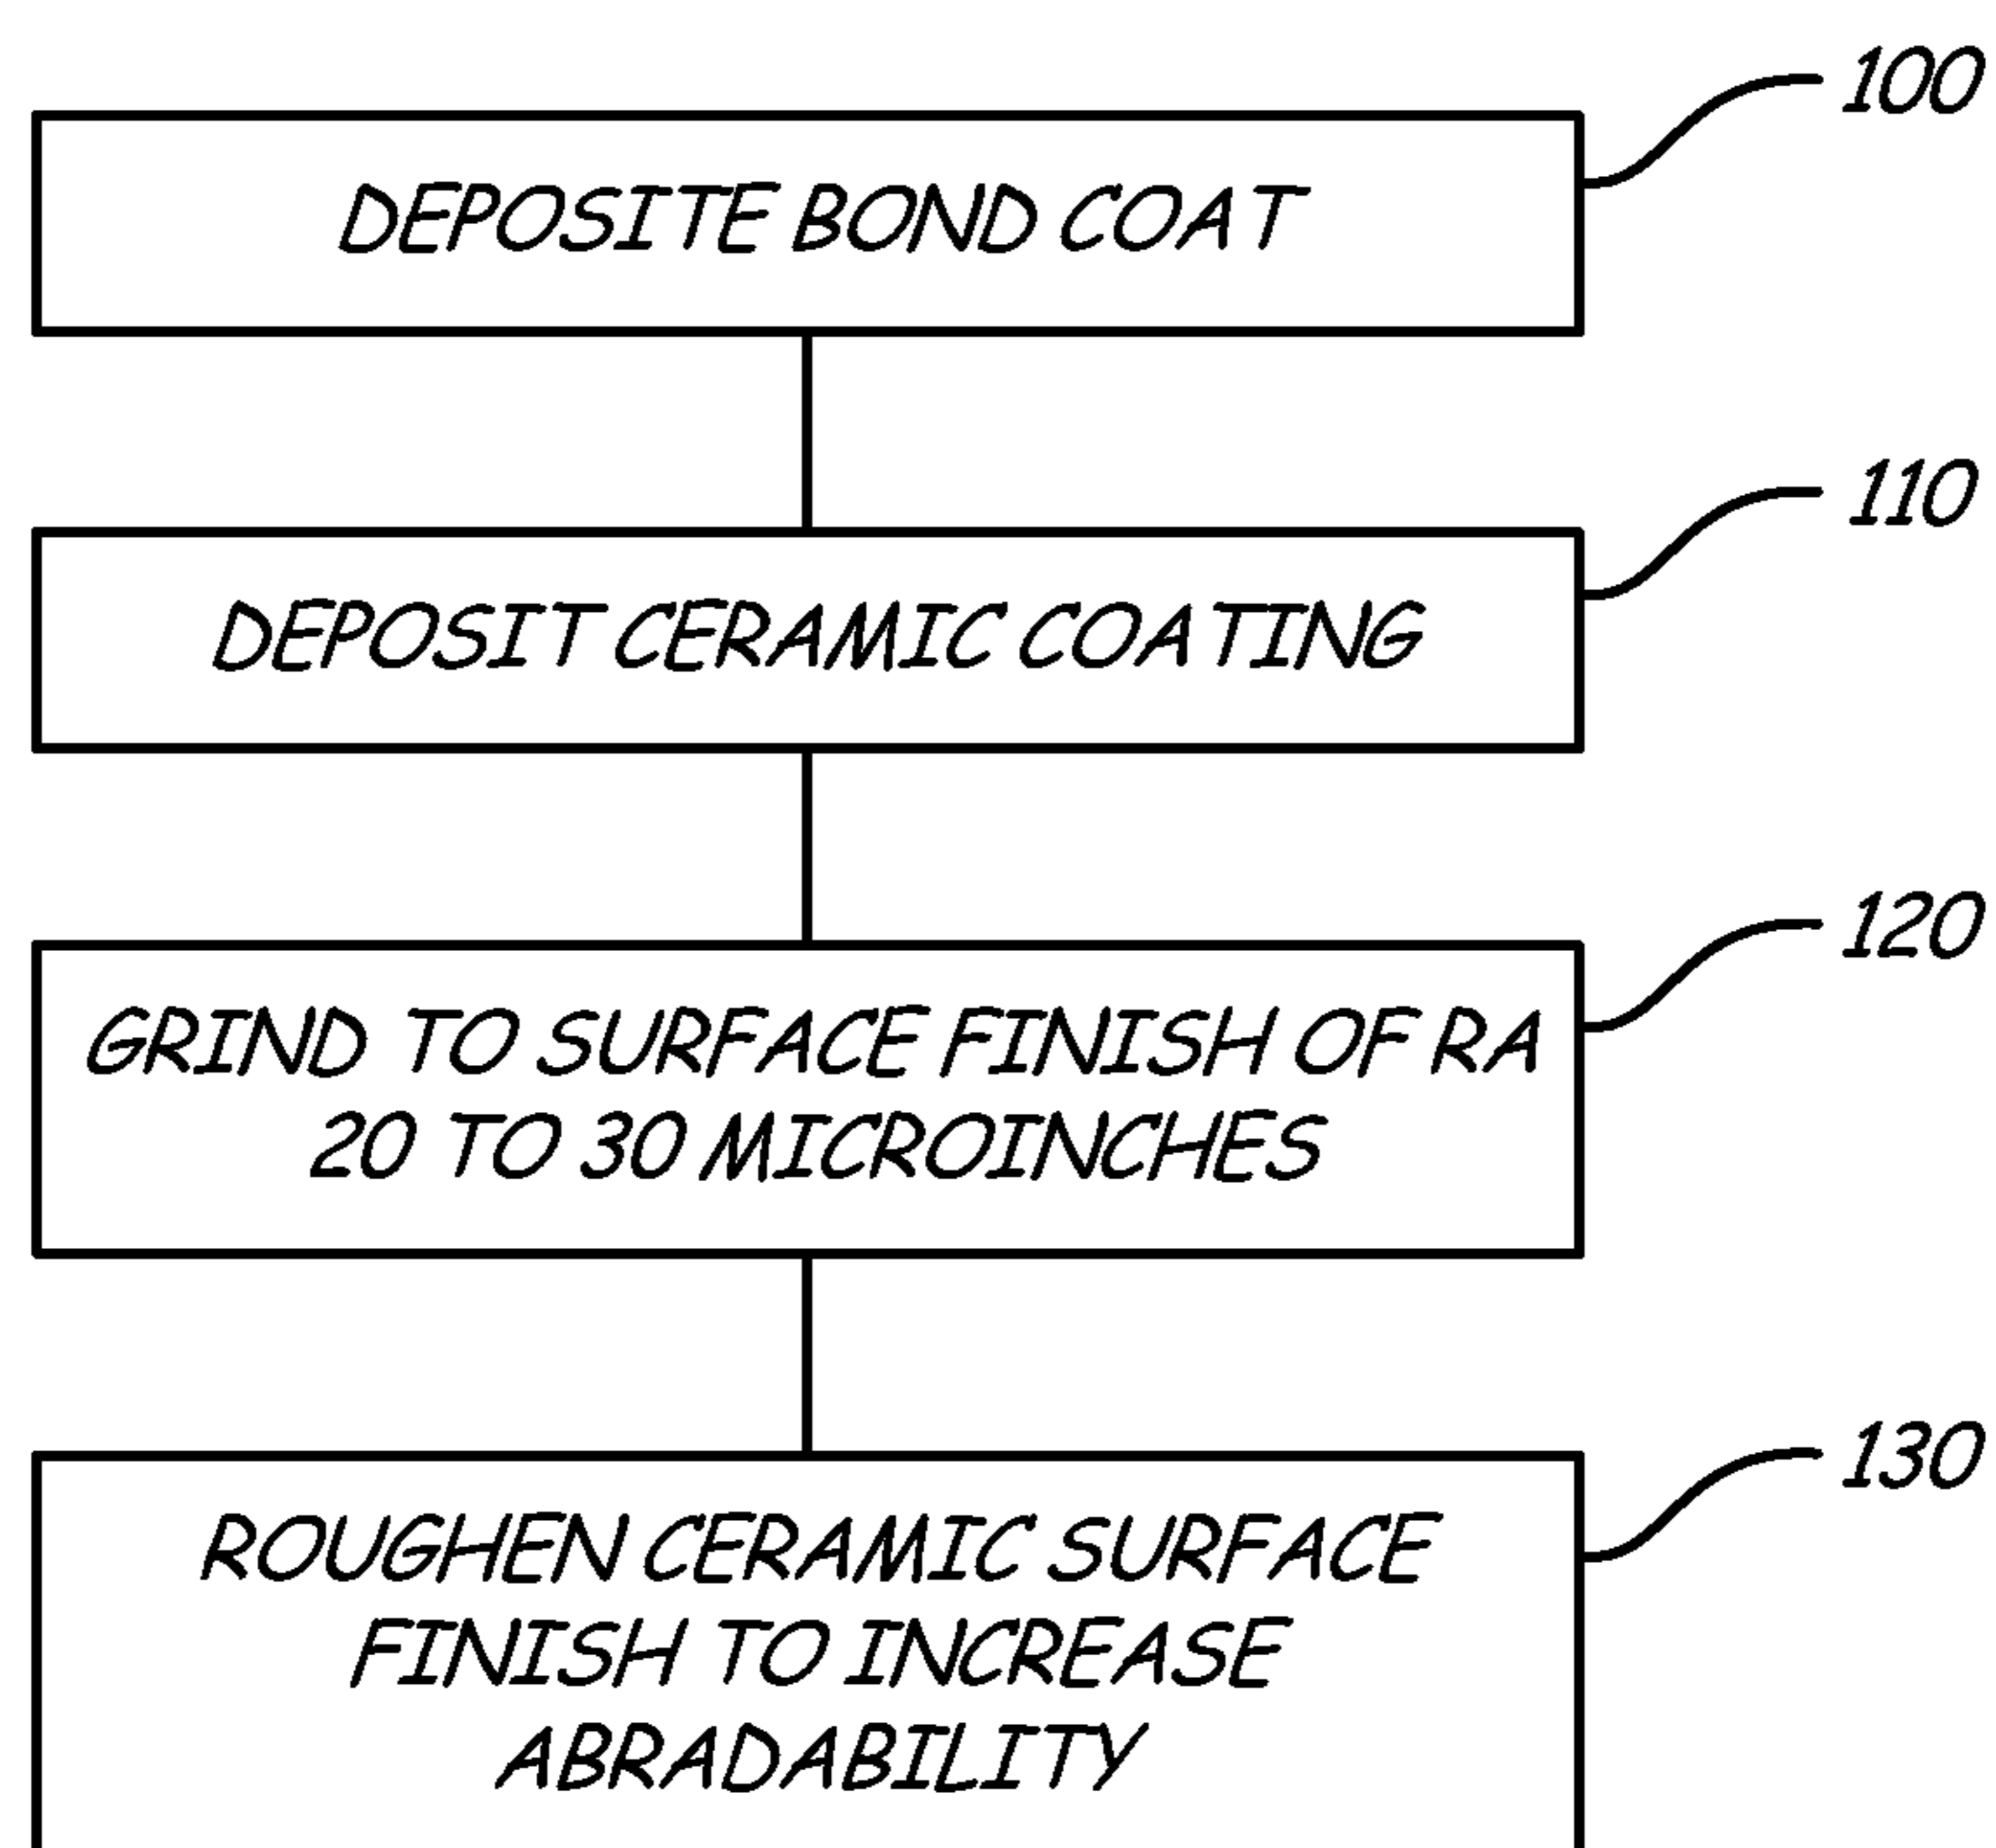 100
DEPOSITE BOND COAT
110
DEPOSIT CERAMIC COATING
120
GRIND TO SURFACE FINISH OF RA
20 TO 30 MICROINCHES
130
ROUGHEN CERAMIC SURFACE
FINISH TO INCREASE
ABRADABILITY